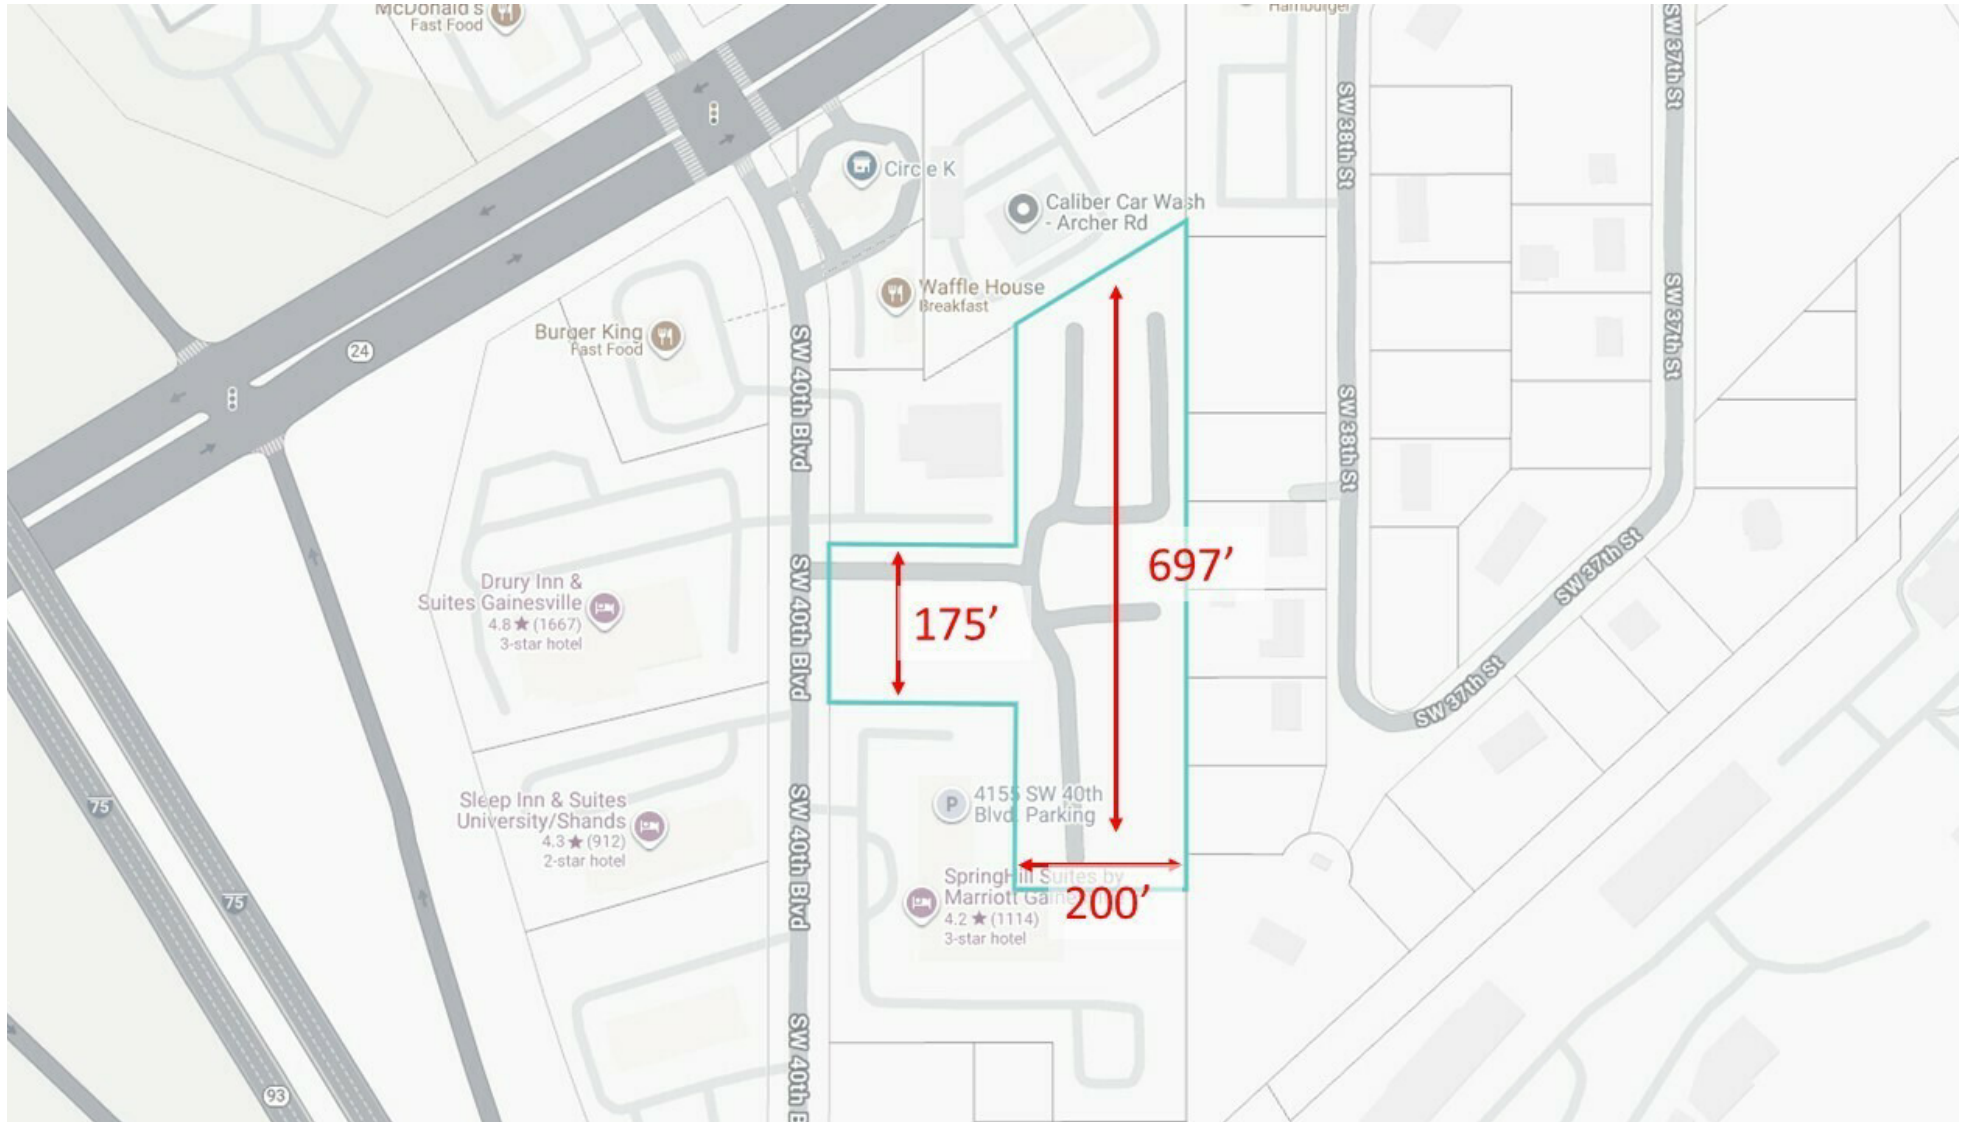 McDonald's
Fast Food
Hamburger
Circle K
Caliber Car Wash
- Archer Rd
Waffle House
Breakfast
Burger King
Fast Food
24
SW 40th Blvd
SW 38th St
SW 37th St
SW 37th St
SW 38th St
697’
175’
Drury Inn &
Suites Gainesville
4.8★(1667)
3-star hotel
SW 40th Blvd
SW 37th St
SW 37th St
75
Sleep Inn & Suites
University/Shands
4.3★(912)
2-star hotel
P
4155 SW 40th
Blvd. Parking
SW 40th Blvd
SpringHill Suites by
Marriott
4.2★(1114)
3-star hotel
200’
75
93
SW 40th